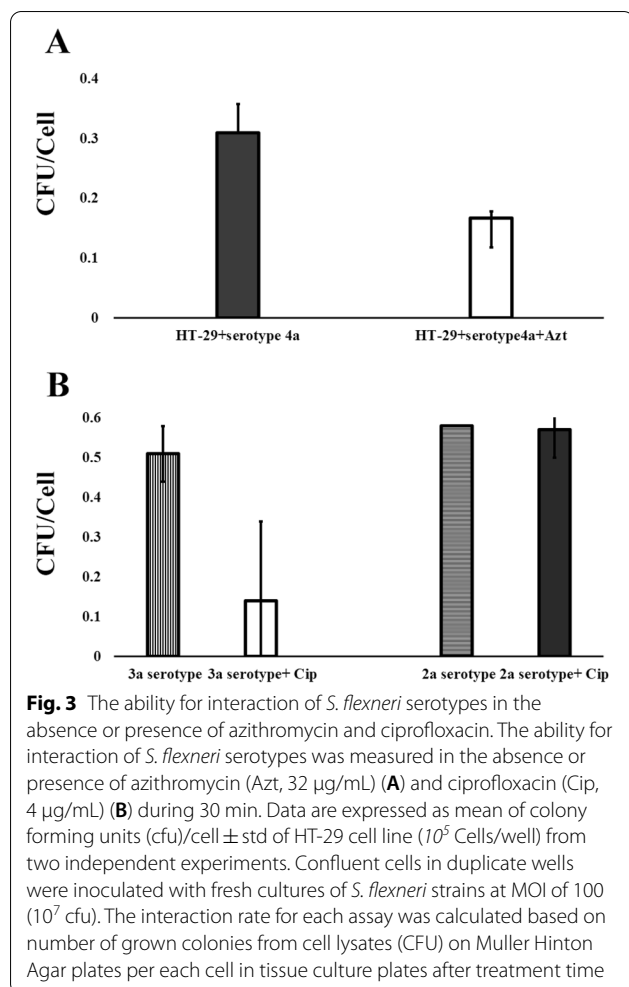 A
CFU/Cell
0.4
0.3
0.2
0.1
0
HT-29+serotype 4a HT-29+serotype4a+Azt
B
CFU/Cell
0.6
0.5
0.4
0.3
0.2
0.1
0
3a serotype 3a serotype+ Cip 2a serotype 2a serotype+ Cip
Fig. 3 The ability for interaction of S. flexneri serotypes in the
absence or presence of azithromycin and ciprofloxacin. The ability for
interaction of S. flexneri serotypes was measured in the absence or
presence of azithromycin (Azt, 32 μg/mL) (A) and ciprofloxacin (Cip,
4 μg/mL) (B) during 30 min. Data are expressed as mean of colony
forming units (cfu)/cell ± std of HT-29 cell line (10⁵ Cells/well) from
two independent experiments. Confluent cells in duplicate wells
were inoculated with fresh cultures of S. flexneri strains at MOI of 100
(10⁷ cfu). The interaction rate for each assay was calculated based on
number of grown colonies from cell lysates (CFU) on Muller Hinton
Agar plates per each cell in tissue culture plates after treatment time